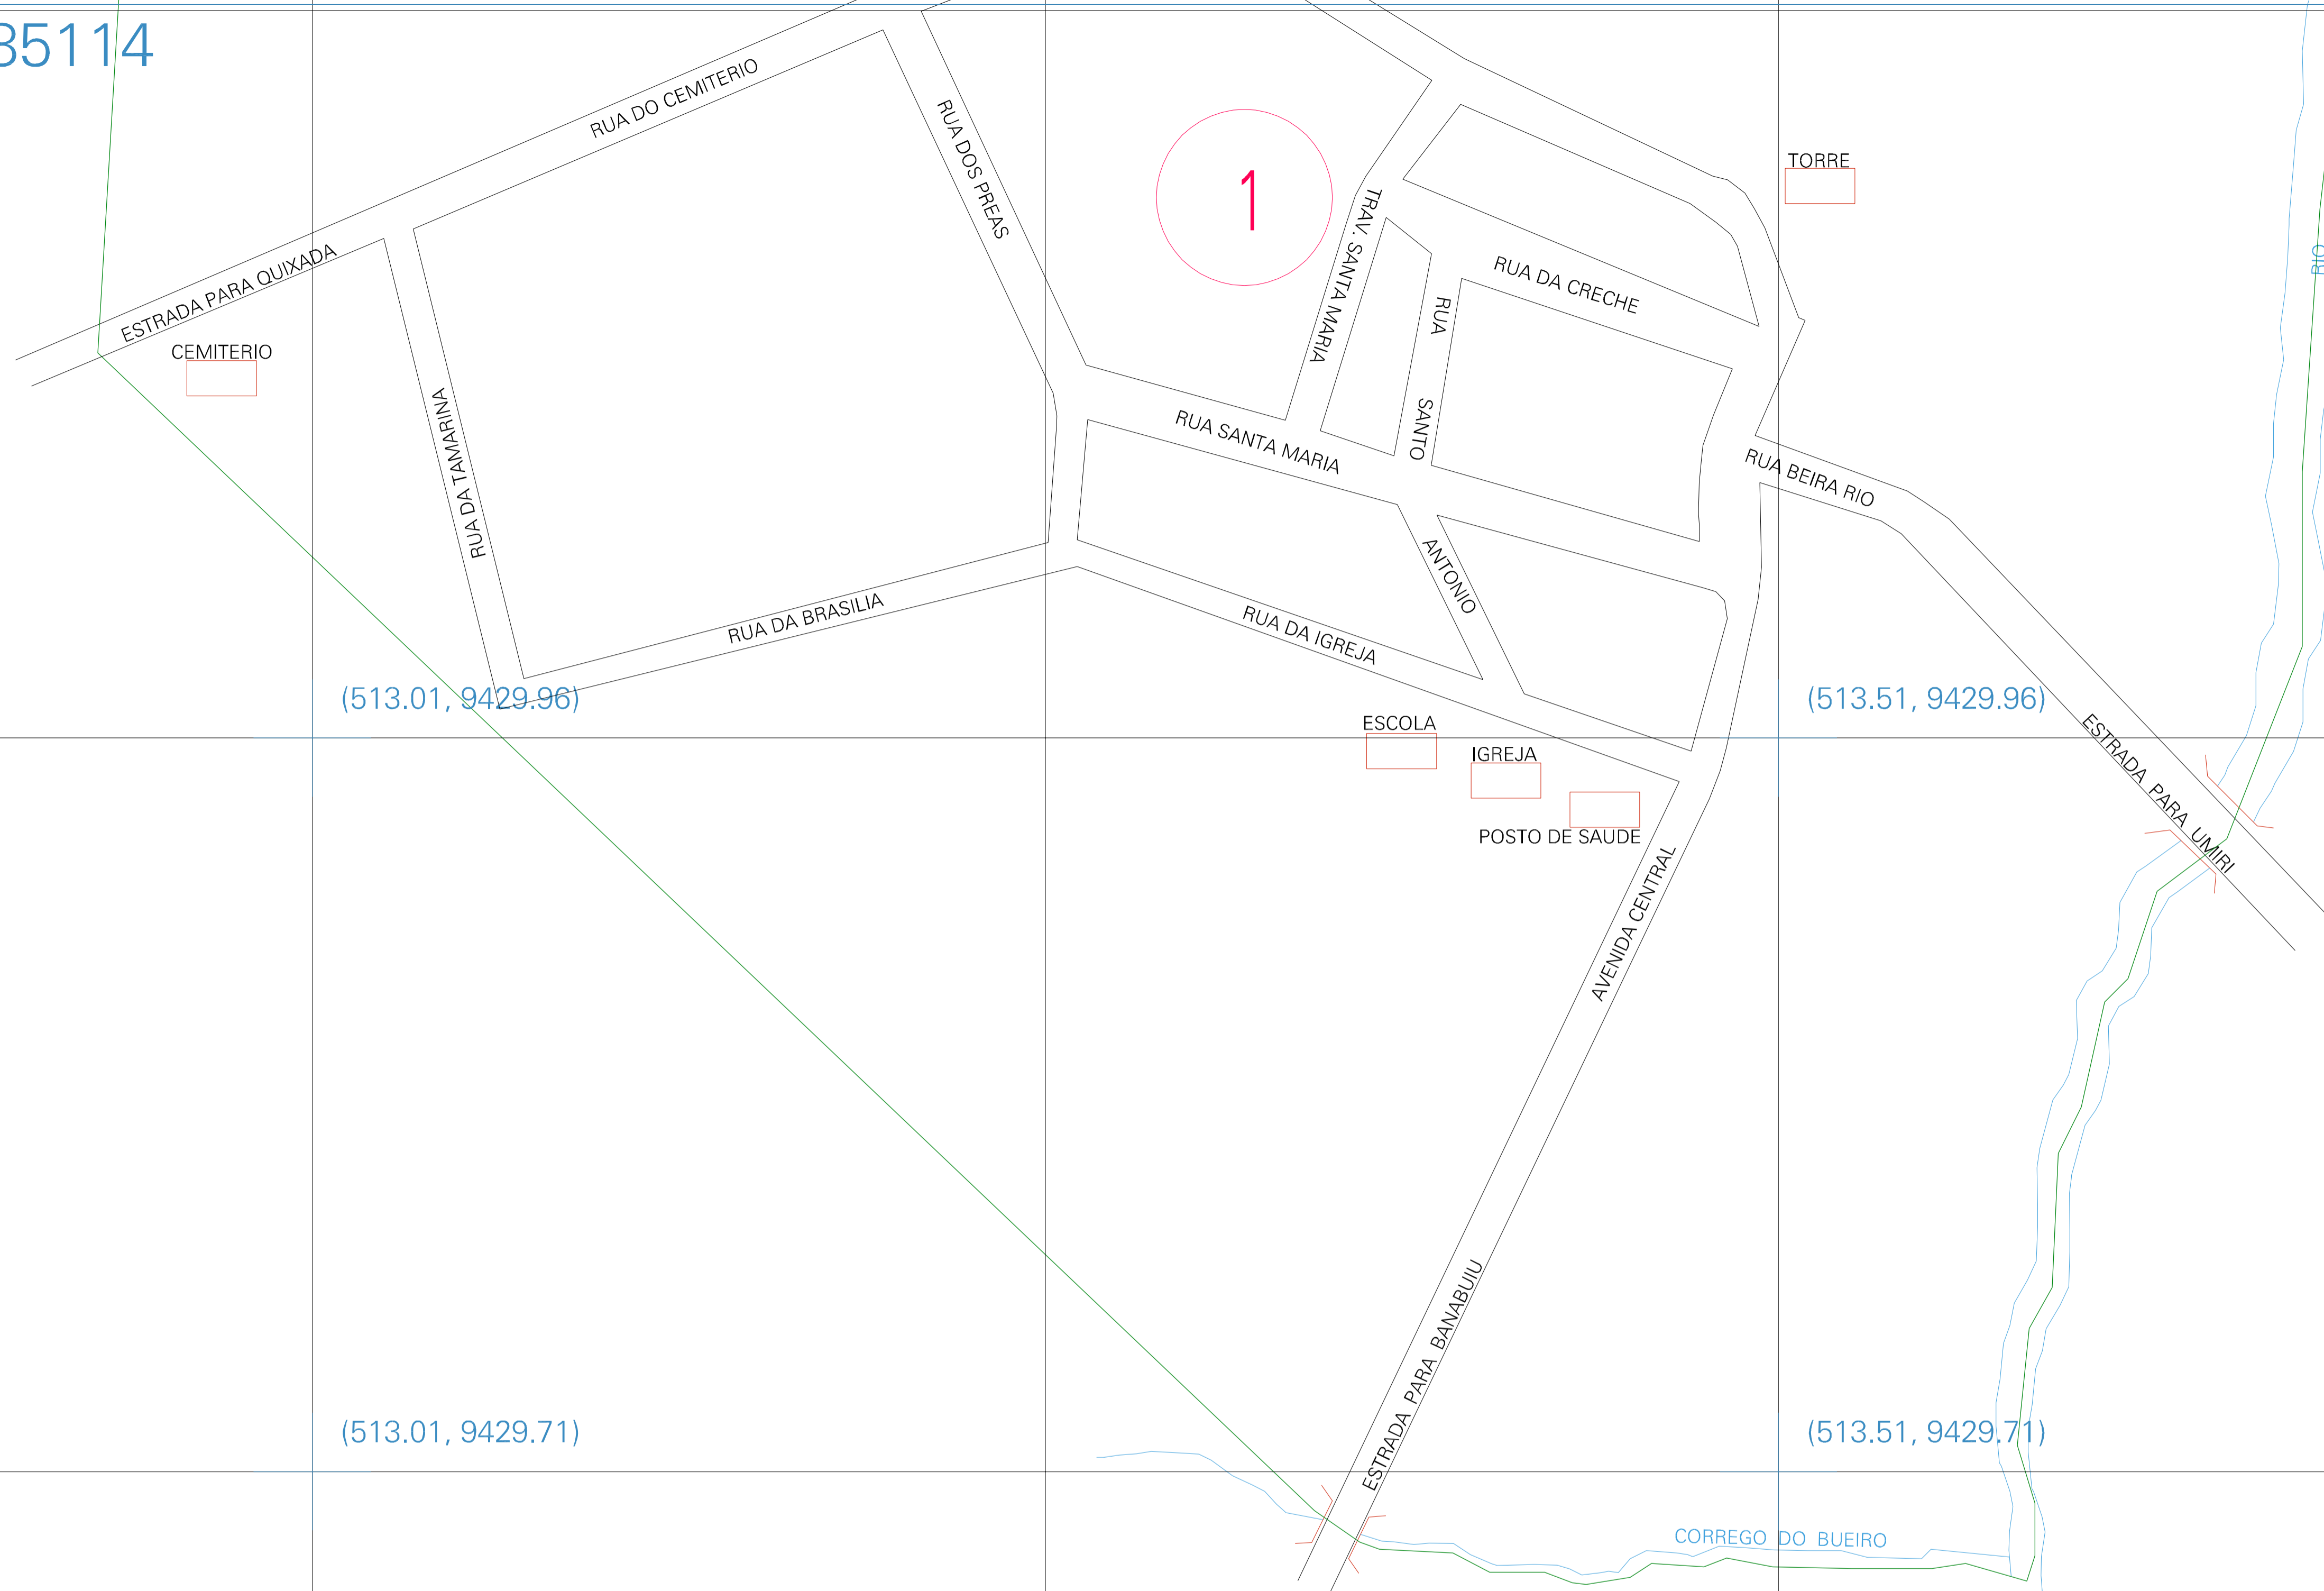 85114
RUA DO CEMITERIO
RUA DOS PREAS
1
TORRE
TRAV. SANTA MARIA
RUA DA CRECHE
RIO
ESTRADA PARA QUIXADA
CEMITERIO
RUA SANTO ANTONIO
RUA DA TAMARINA
RUA SANTA MARIA
RUA BEIRA RIO
RUA DA BRASILIA
RUA DA IGREJA
(513.01, 9429.96)
(513.51, 9429.96)
ESCOLA
IGREJA
POSTO DE SAUDE
ESTRADA PARA UMIRI
AVENIDA CENTRAL
ESTRADA PARA BANABUIU
(513.01, 9429.71)
(513.51, 9429.71)
CORREGO DO BUEIRO